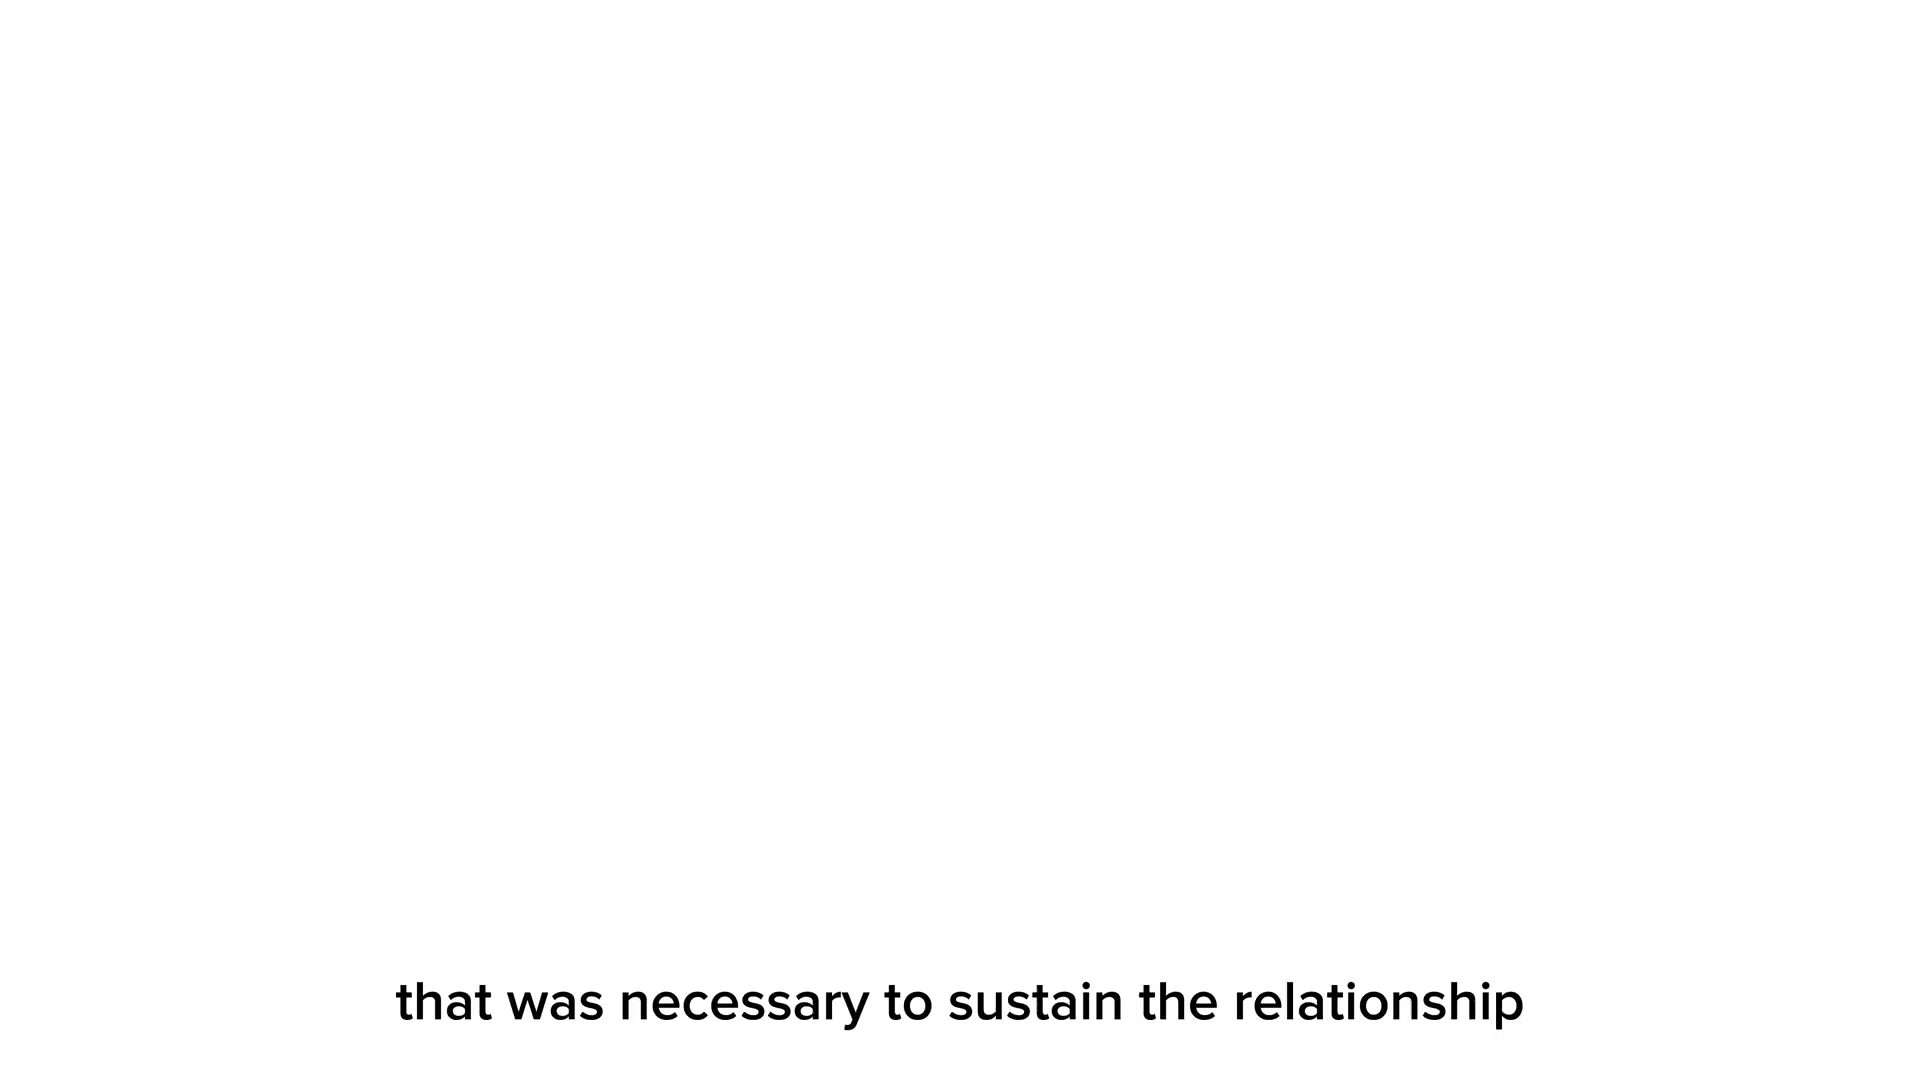 that was necessary to sustain the relationship